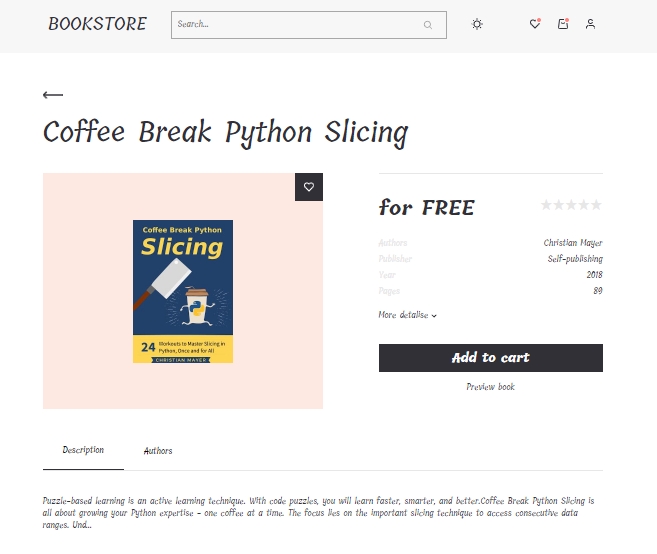 BOOKSTORE
Search...
Coffee Break Python Slicing
Coffee Break Python
Slicing
24 Workouts to Master Slicing in
Python, Once and for All
CHRISTIAN MAYER
for FREE
Authors Christian Mayer
Publisher Self-publishing
Year 2018
Pages 89
More detalise
Add to cart
Preview book
Description Authors
Puzzle-based learning is an active learning technique. With code puzzles, you will learn faster, smarter, and better.Coffee Break Python Slicing is
all about growing your Python expertise - one coffee at a time. The focus lies on the important slicing technique to access consecutive data
ranges. Und...